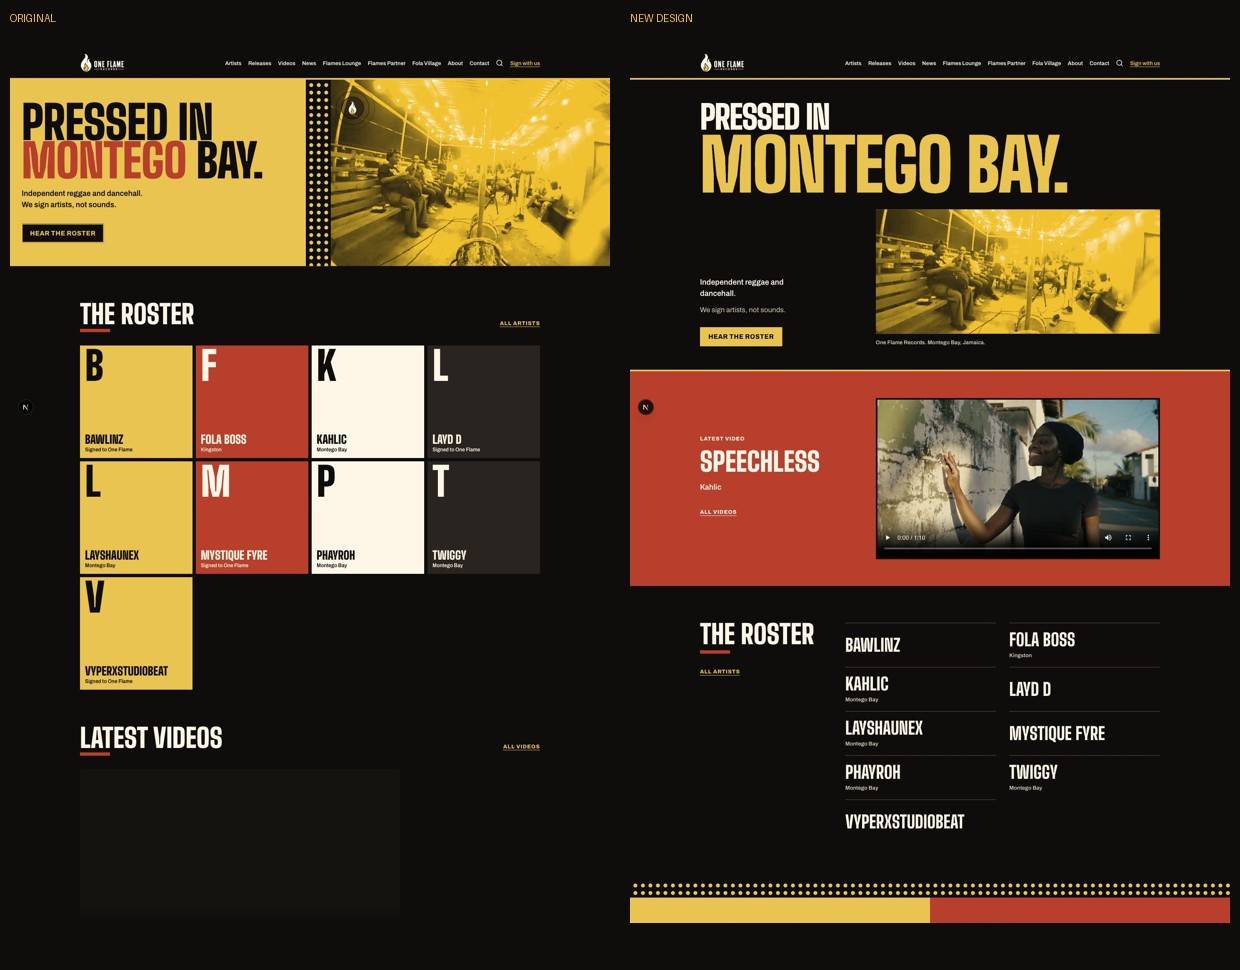 ORIGINAL
ONE FLAME
RECORDS
Artists Releases Videos News Flames Lounge Flames Partner Fola Village About Contact Sign with us
PRESSED IN
MONTEGO BAY.
Independent reggae and dancehall.
We sign artists, not sounds.
HEAR THE ROSTER
THE ROSTER
ALL ARTISTS
B
BAWLINZ
Signed to One Flame
F
FOLA BOSS
Kingston
K
KAHLIC
Montego Bay
L
LAYD D
Signed to One Flame
L
LAYSHAUNEX
Montego Bay
M
MYSTIQUE FYRE
Signed to One Flame
P
PHAYROH
Montego Bay
T
TWIGGY
Montego Bay
V
VYPERXSTUDIOBEAT
Signed to One Flame
N
LATEST VIDEOS
ALL VIDEOS
NEW DESIGN
ONE FLAME
RECORDS
Artists Releases Videos News Flames Lounge Flames Partner Fola Village About Contact Sign with us
PRESSED IN
MONTEGO BAY.
Independent reggae and
dancehall.
We sign artists, not sounds.
HEAR THE ROSTER
One Flame Records. Montego Bay, Jamaica.
N
LATEST VIDEO
SPEECHLESS
Kahlic
ALL VIDEOS
0:00 / 1:10
THE ROSTER
ALL ARTISTS
BAWLINZ
FOLA BOSS
Kingston
KAHLIC
Montego Bay
LAYD D
LAYSHAUNEX
Montego Bay
MYSTIQUE FYRE
PHAYROH
Montego Bay
TWIGGY
Montego Bay
VYPERXSTUDIOBEAT